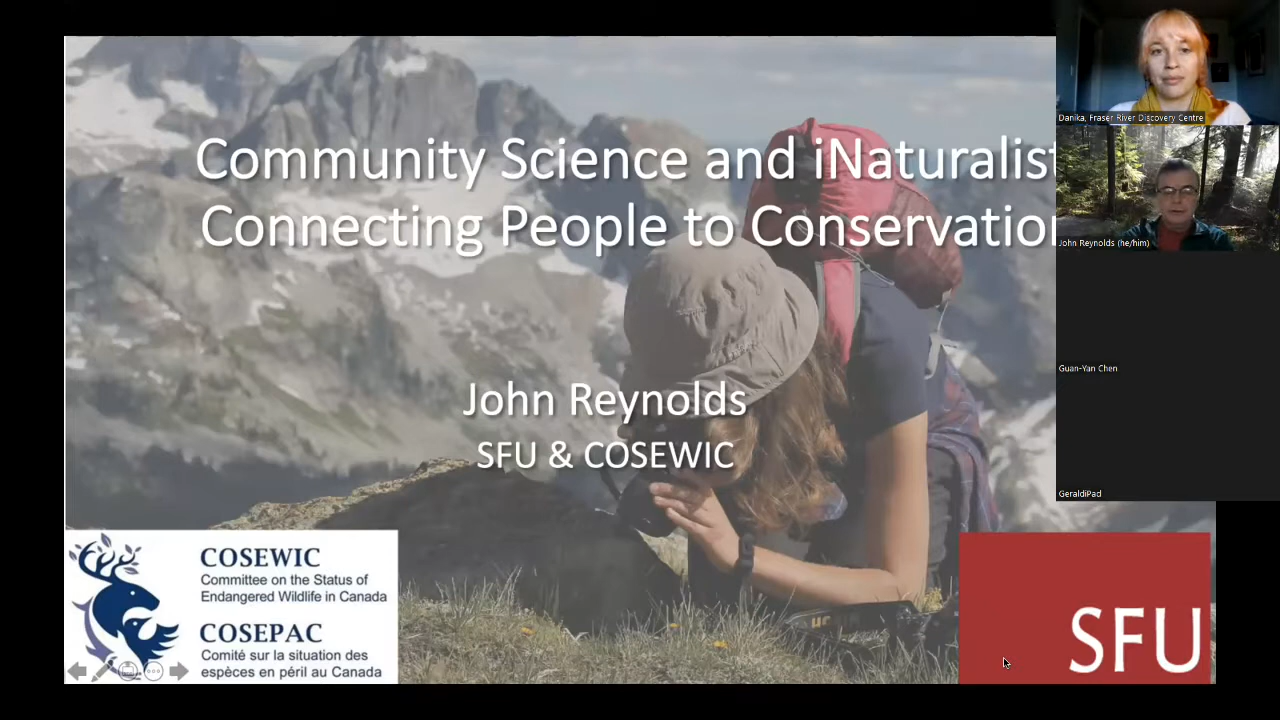 Community Science and iNaturalist
Connecting People to Conservation
John Reynolds
SFU & COSEWIC
COSEWIC
Committee on the Status of
Endangered Wildlife in Canada
COSEPAC
Comité sur la situation des
espèces en péril au Canada
SFU
Danika, Fraser River Discovery Centre
John Reynolds (he/him)
Guan-Yan Chen
GeraldiPad